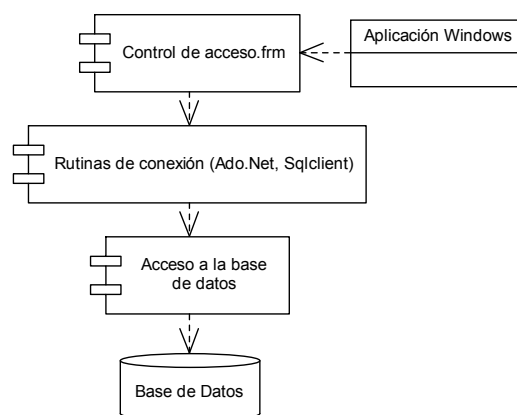 Control de acceso.frm
Aplicación Windows
Rutinas de conexión (Ado.Net, Sqlclient)
Acceso a la base
de datos
Base de Datos